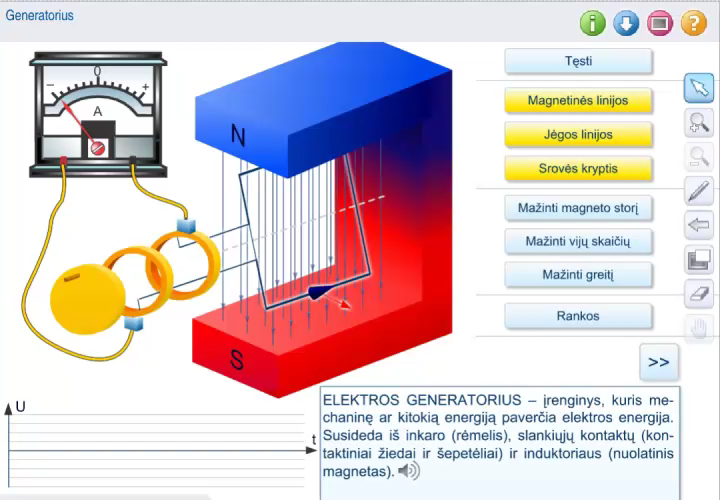 Generatorius
i
?
0
−
+
A
N
S
Tęsti
Magnetinės linijos
Jėgos linijos
Srovės kryptis
Mažinti magneto storį
Mažinti vijų skaičių
Mažinti greitį
Rankos
>>
U
t
ELEKTROS GENERATORIUS – įrenginys, kuris me-
chaninę ar kitokią energiją paverčia elektros energija.
Susideda iš inkaro (rėmelis), slankiųjų kontaktų (kon-
taktiniai žiedai ir šepetėliai) ir induktoriaus (nuolatinis
magnetas).